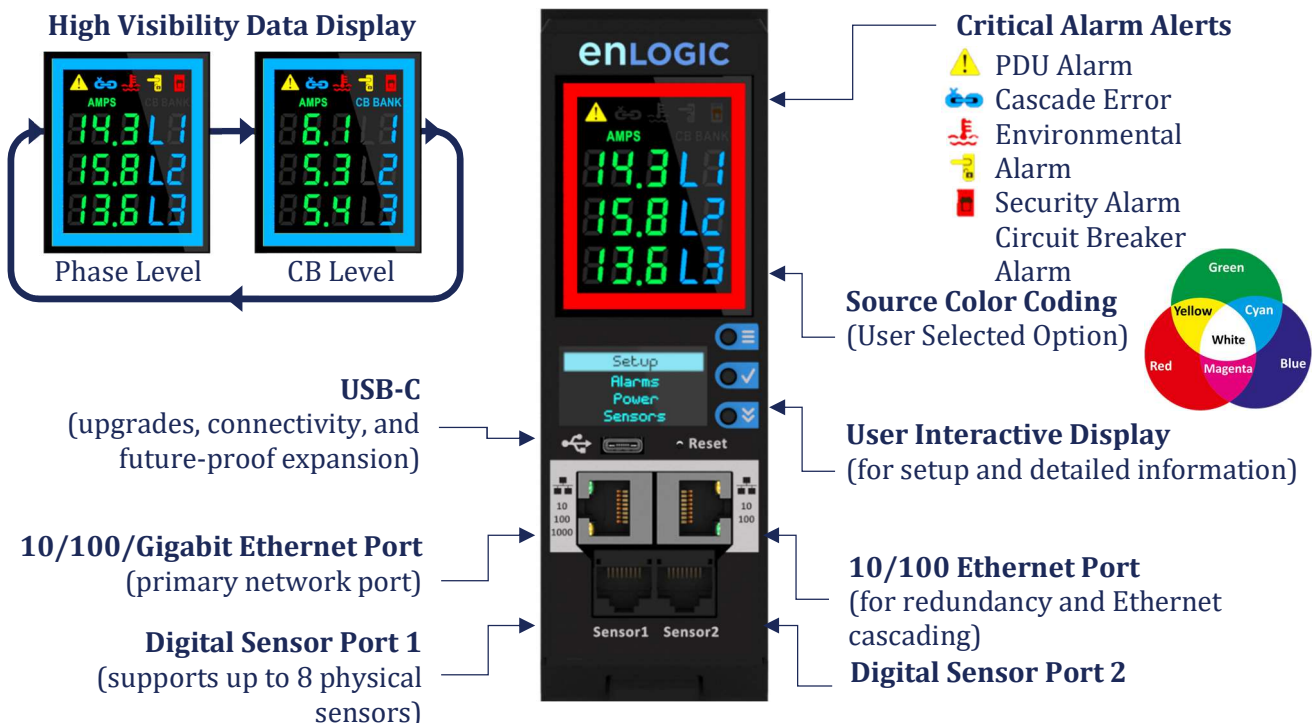 High Visibility Data Display
AMPS CB BANK
14.3 L1
15.8 L2
13.6 L3
Phase Level
AMPS CB BANK
6.1 1
5.3 2
5.4 3
CB Level
USB-C
(upgrades, connectivity, and
future-proof expansion)
10/100/Gigabit Ethernet Port
(primary network port)
Digital Sensor Port 1
(supports up to 8 physical
sensors)
enLOGIC
AMPS CB BANK
14.3 L1
15.8 L2
13.6 L3
Setup
Alarms
Power
Sensors
Reset
10
100
1000
10
100
Sensor1 Sensor2
Critical Alarm Alerts
PDU Alarm
Cascade Error
Environmental
Alarm
Security Alarm
Circuit Breaker
Alarm
Source Color Coding
(User Selected Option)
Green
Yellow
Cyan
White
Red
Magenta
Blue
User Interactive Display
(for setup and detailed information)
10/100 Ethernet Port
(for redundancy and Ethernet
cascading)
Digital Sensor Port 2